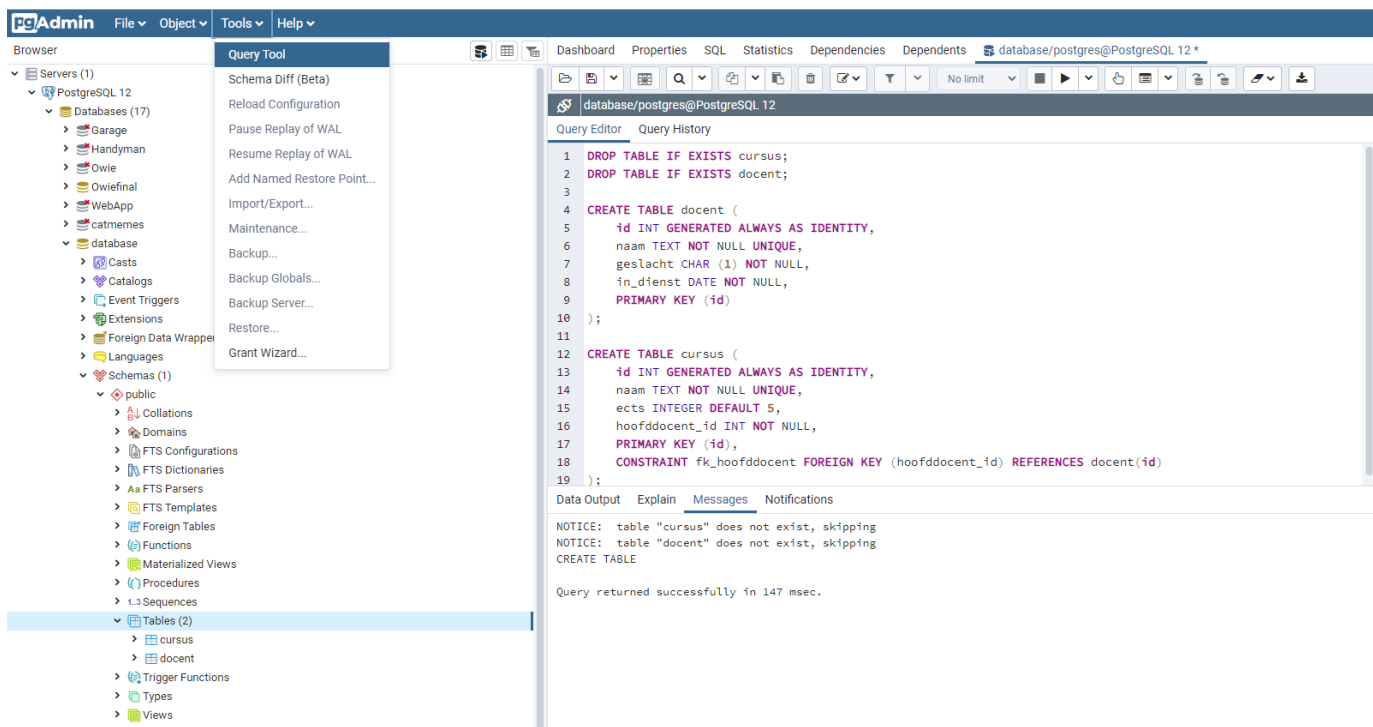 pgAdmin File Object Tools Help
Browser
Servers (1)
PostgreSQL 12
Databases (17)
Garage
Handyman
Owie
Owiefinal
WebApp
catmemes
database
Casts
Catalogs
Event Triggers
Extensions
Foreign Data Wrapper
Languages
Schemas (1)
public
Collations
Domains
FTS Configurations
FTS Dictionaries
Aa FTS Parsers
FTS Templates
Foreign Tables
Functions
Materialized Views
Procedures
1..3 Sequences
Tables (2)
cursus
docent
Trigger Functions
Types
Views
Query Tool
Schema Diff (Beta)
Reload Configuration
Pause Replay of WAL
Resume Replay of WAL
Add Named Restore Point...
Import/Export...
Maintenance...
Backup...
Backup Globals...
Backup Server...
Restore...
Grant Wizard...
Dashboard Properties SQL Statistics Dependencies Dependents database/postgres@PostgreSQL 12 *
No limit
database/postgres@PostgreSQL 12
Query Editor Query History
1 DROP TABLE IF EXISTS cursus;
2 DROP TABLE IF EXISTS docent;
3
4 CREATE TABLE docent (
5 id INT GENERATED ALWAYS AS IDENTITY,
6 naam TEXT NOT NULL UNIQUE,
7 geslacht CHAR (1) NOT NULL,
8 in_dienst DATE NOT NULL,
9 PRIMARY KEY (id)
10 );
11
12 CREATE TABLE cursus (
13 id INT GENERATED ALWAYS AS IDENTITY,
14 naam TEXT NOT NULL UNIQUE,
15 ects INTEGER DEFAULT 5,
16 hoofddocent_id INT NOT NULL,
17 PRIMARY KEY (id),
18 CONSTRAINT fk_hoofddocent FOREIGN KEY (hoofddocent_id) REFERENCES docent(id)
19 );
Data Output Explain Messages Notifications
NOTICE: table "cursus" does not exist, skipping
NOTICE: table "docent" does not exist, skipping
CREATE TABLE
Query returned successfully in 147 msec.